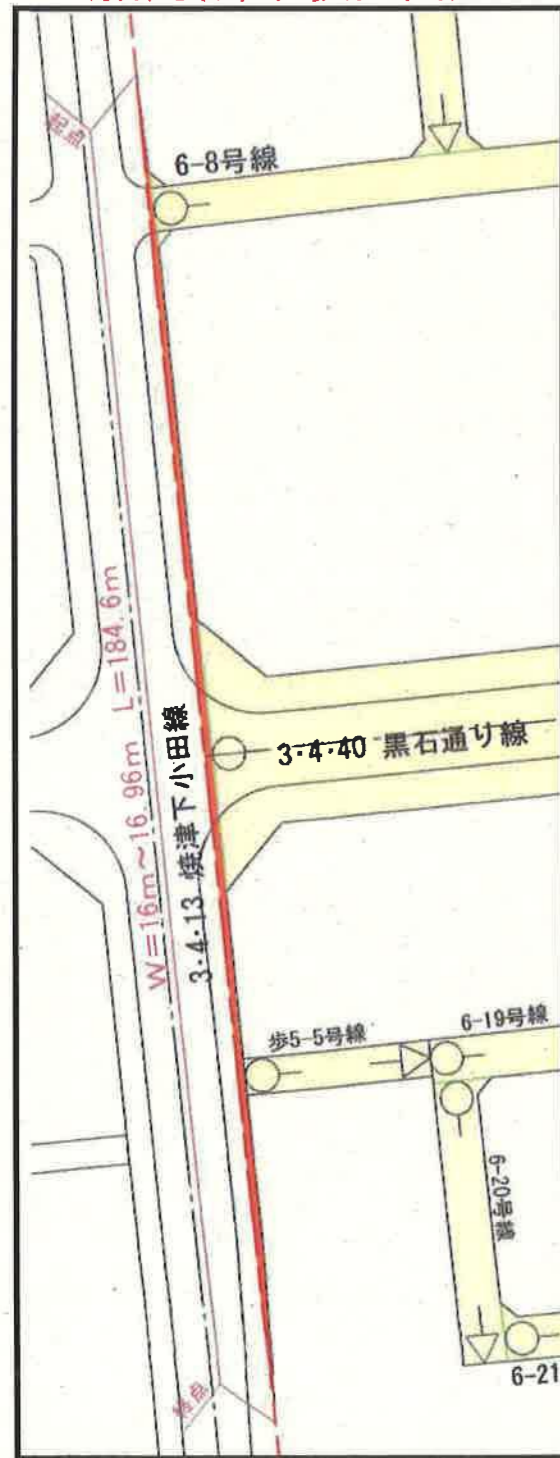 起点
6-8号線
W=16m~16.96m L=184.6m
3・4・13 焼津下小田線
3・4・40 黒石通り線
歩5-5号線
6-19号線
6-20号線
終点
6-21